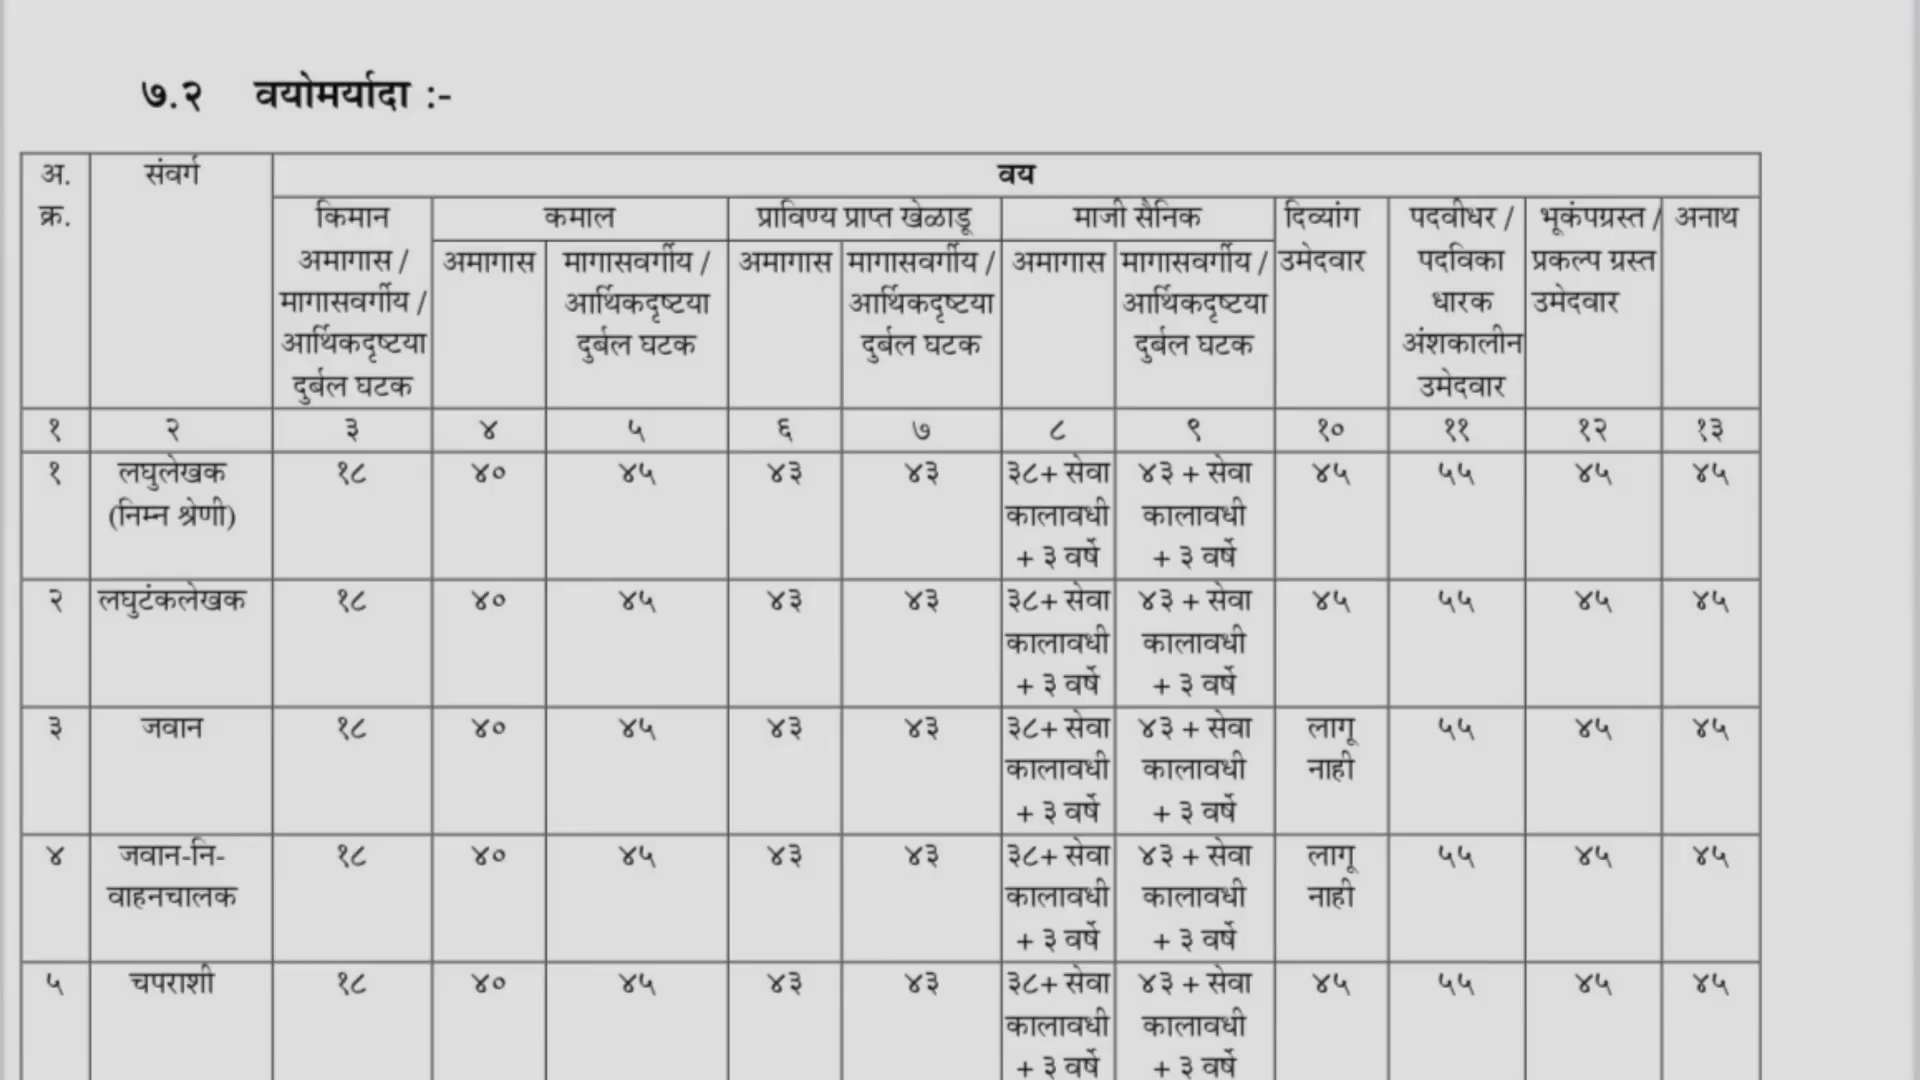 ७.२ वयोमर्यादा :-
अ. क्र. संवर्ग वय
किमान अमागास / मागासवर्गीय / आर्थिकदृष्टया दुर्बल घटक कमाल प्राविण्य प्राप्त खेळाडू माजी सैनिक दिव्यांग उमेदवार पदवीधर / पदविका धारक अंशकालीन उमेदवार भूकंपग्रस्त / प्रकल्प ग्रस्त उमेदवार अनाथ
अमागास मागासवर्गीय / आर्थिकदृष्टया दुर्बल घटक अमागास मागासवर्गीय / आर्थिकदृष्टया दुर्बल घटक अमागास मागासवर्गीय / आर्थिकदृष्टया दुर्बल घटक
१ २ ३ ४ ५ ६ ७ ८ ९ १० ११ १२ १३
१ लघुलेखक (निम्न श्रेणी) १८ ४० ४५ ४३ ४३ ३८+ सेवा कालावधी + ३ वर्षे ४३ + सेवा कालावधी + ३ वर्षे ४५ ५५ ४५ ४५
२ लघुटंकलेखक १८ ४० ४५ ४३ ४३ ३८+ सेवा कालावधी + ३ वर्षे ४३ + सेवा कालावधी + ३ वर्षे ४५ ५५ ४५ ४५
३ जवान १८ ४० ४५ ४३ ४३ ३८+ सेवा कालावधी + ३ वर्षे ४३ + सेवा कालावधी + ३ वर्षे लागू नाही ५५ ४५ ४५
४ जवान-नि-वाहनचालक १८ ४० ४५ ४३ ४३ ३८+ सेवा कालावधी + ३ वर्षे ४३ + सेवा कालावधी + ३ वर्षे लागू नाही ५५ ४५ ४५
५ चपराशी १८ ४० ४५ ४३ ४३ ३८+ सेवा कालावधी + ३ वर्षे ४३ + सेवा कालावधी + ३ वर्षे ४५ ५५ ४५ ४५